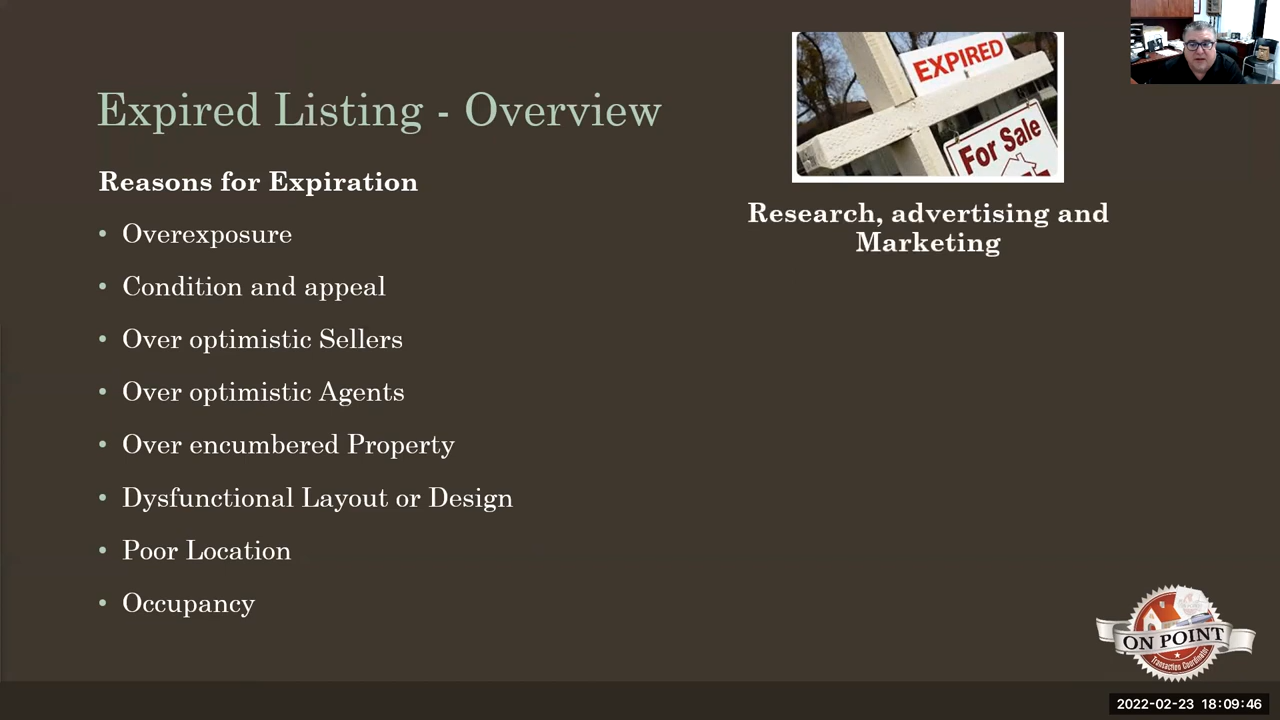 Expired Listing - Overview
Reasons for Expiration
• Overexposure
• Condition and appeal
• Over optimistic Sellers
• Over optimistic Agents
• Over encumbered Property
• Dysfunctional Layout or Design
• Poor Location
• Occupancy
EXPIRED
For Sale
Research, advertising and
Marketing
ON POINT
Transaction Coordinator
2022-02-23 18:09:46